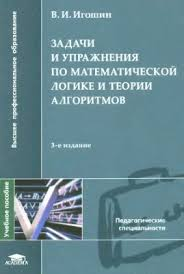 Высшее профессиональное образование
В. И. Игошин
ЗАДАЧИ
И УПРАЖНЕНИЯ
ПО МАТЕМАТИЧЕСКОЙ
ЛОГИКЕ И ТЕОРИИ
АЛГОРИТМОВ
3-е издание
Учебное пособие
Педагогические
специальности
ACADEMA